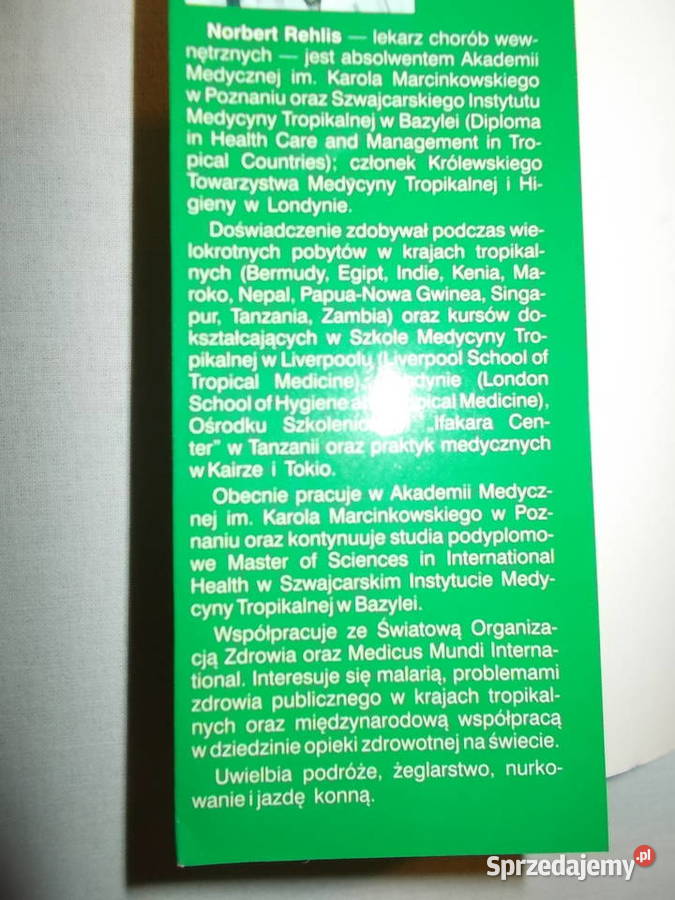 Norbert Rehlis — lekarz chorób wew-
nętrznych — jest absolwentem Akademii
Medycznej im. Karola Marcinkowskiego
w Poznaniu oraz Szwajcarskiego Instytutu
Medycyny Tropikalnej w Bazylei (Diploma
in Health Care and Management in Tro-
pical Countries); członek Królewskiego
Towarzystwa Medycyny Tropikalnej i Hi-
gieny w Londynie.
Doświadczenie zdobywał podczas wie-
lokrotnych pobytów w krajach tropikal-
nych (Bermudy, Egipt, Indie, Kenia, Ma-
roko, Nepal, Papua-Nowa Gwinea, Singa-
pur, Tanzania, Zambia) oraz kursów do-
kształcających w Szkole Medycyny Tro-
pikalnej w Liverpoolu (Liverpool School of
Tropical Medicine), (London
School of Hygiene Medicine),
Ośrodku "Ifakara Cen-
ter" w Tanzanii oraz praktyk medycznych
w Kairze i Tokio.
Obecnie pracuje w Akademii Medycz-
nej im. Karola Marcinkowskiego w Poz-
naniu oraz kontynuuje studia podyplomo-
we Master of Sciences in International
Health w Szwajcarskim Instytucie Medy-
cyny Tropikalnej w Bazylei.
Współpracuje ze Światową Organiza-
cją Zdrowia oraz Medicus Mundi Interna-
tional. Interesuje się malarią, problemami
zdrowia publicznego w krajach tropikal-
nych oraz międzynarodową współpracą
w dziedzinie opieki zdrowotnej na świecie.
Uwielbia podróże, żeglarstwo, nurko-
wanie i jazdę konną.
Sprzedajemy.pl